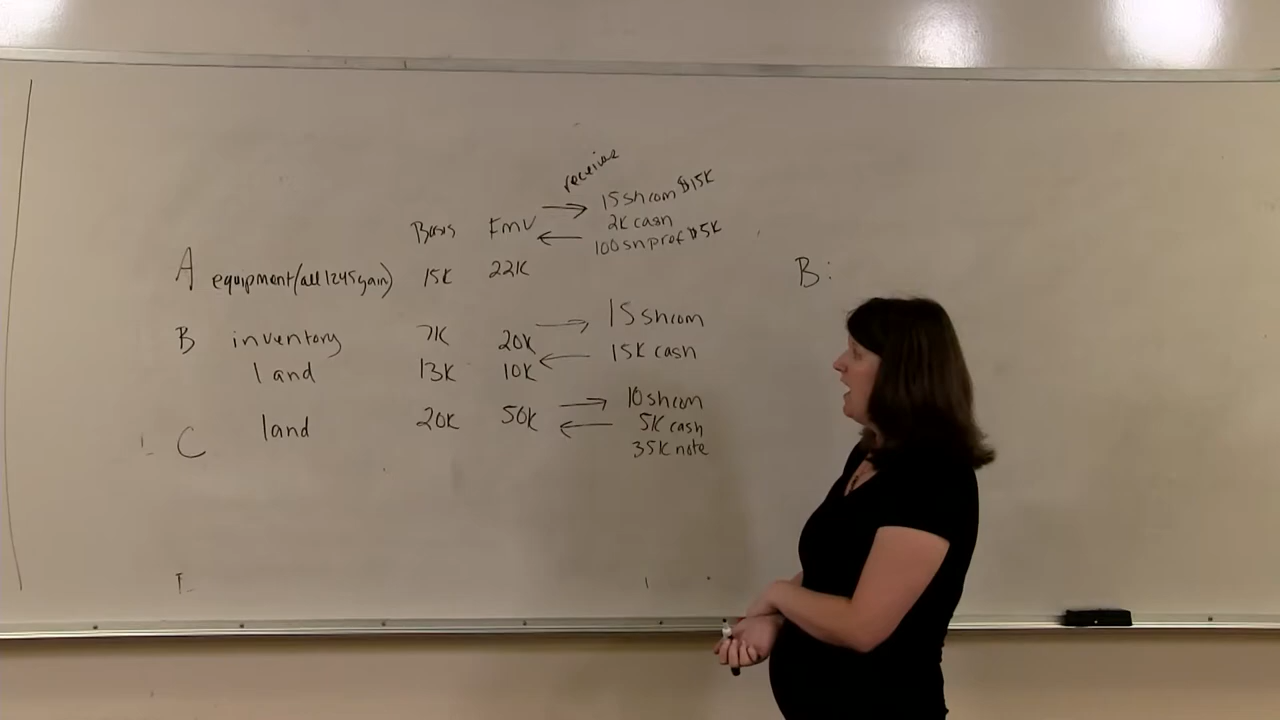 receives
15 sh com $15K
2K cash
100 sh pref $5K
Basis FMV
A equipment (all 1245 gain) 15K 22K
B inventory 7K 20K 15 sh com
land 13K 10K 15K cash
C land 20K 50K 10 sh com
5K cash
35K note
B: